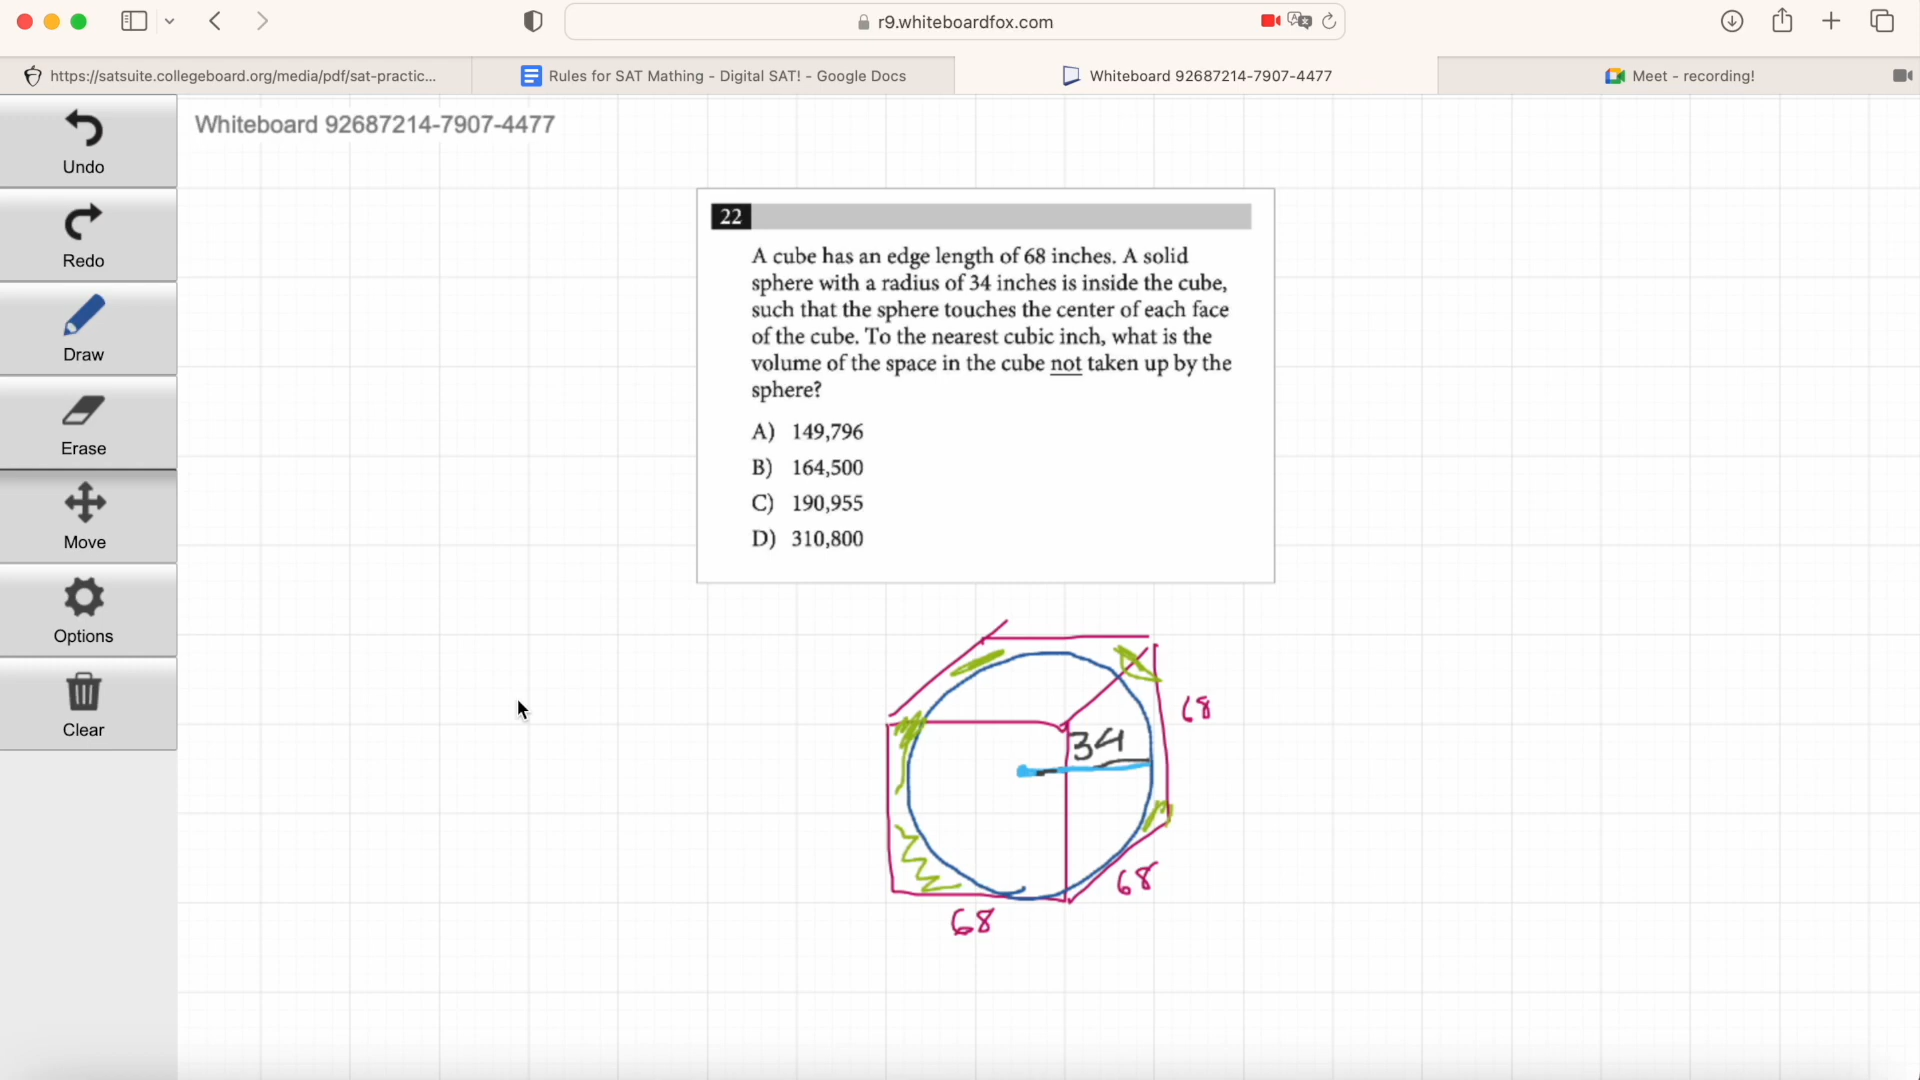 r9.whiteboardfox.com
https://satsuite.collegeboard.org/media/pdf/sat-practic...
Rules for SAT Mathing - Digital SAT! - Google Docs
Whiteboard 92687214-7907-4477
Meet - recording!
Undo
Redo
Draw
Erase
Move
Options
Clear
Whiteboard 92687214-7907-4477
22
A cube has an edge length of 68 inches. A solid
sphere with a radius of 34 inches is inside the cube,
such that the sphere touches the center of each face
of the cube. To the nearest cubic inch, what is the
volume of the space in the cube not taken up by the
sphere?
A) 149,796
B) 164,500
C) 190,955
D) 310,800
68
34
68
68